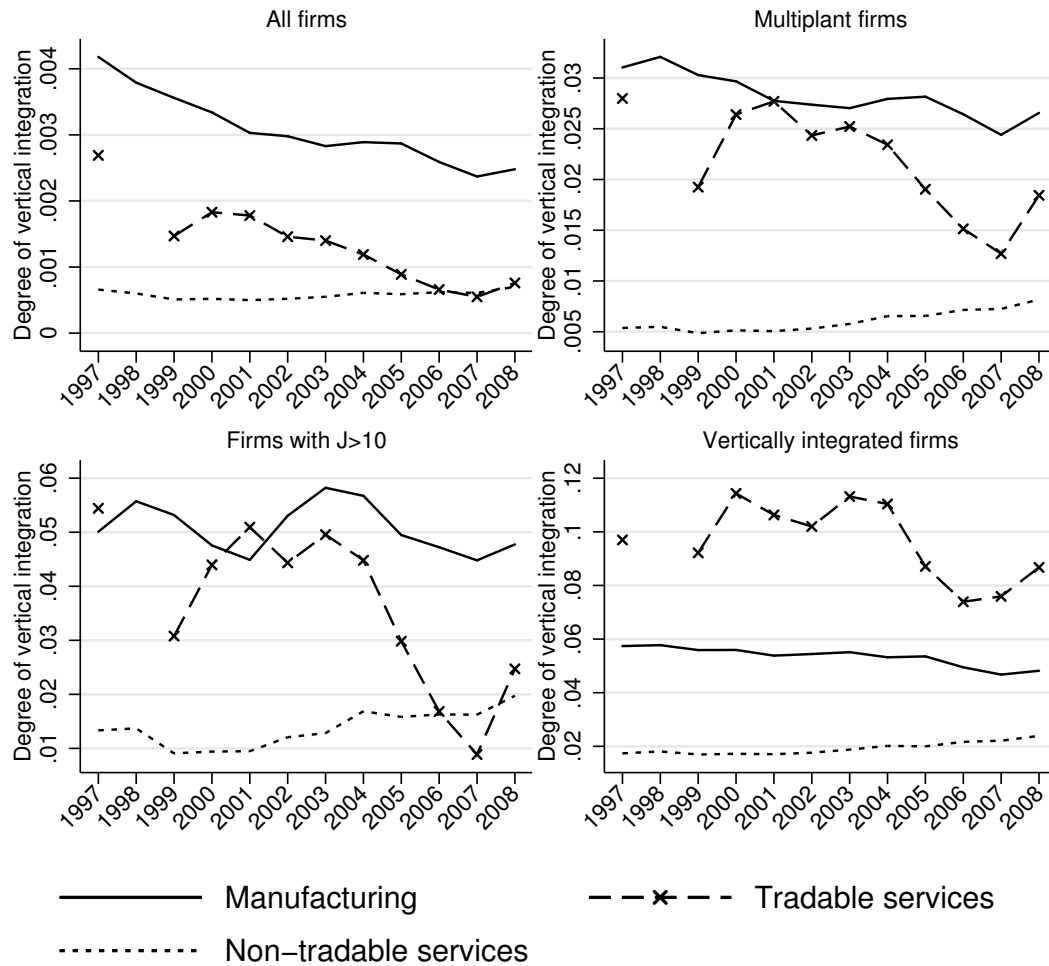 All firms
Degree of vertical integration
0 .001 .002 .003 .004
1997 1998 1999 2000 2001 2002 2003 2004 2005 2006 2007 2008
Multiplant firms
Degree of vertical integration
.005 .01 .015 .02 .025 .03
1997 1998 1999 2000 2001 2002 2003 2004 2005 2006 2007 2008
Firms with J>10
Degree of vertical integration
.01 .02 .03 .04 .05 .06
1997 1998 1999 2000 2001 2002 2003 2004 2005 2006 2007 2008
Vertically integrated firms
Degree of vertical integration
.02 .04 .06 .08 .1 .12
1997 1998 1999 2000 2001 2002 2003 2004 2005 2006 2007 2008
Manufacturing
Tradable services
Non−tradable services